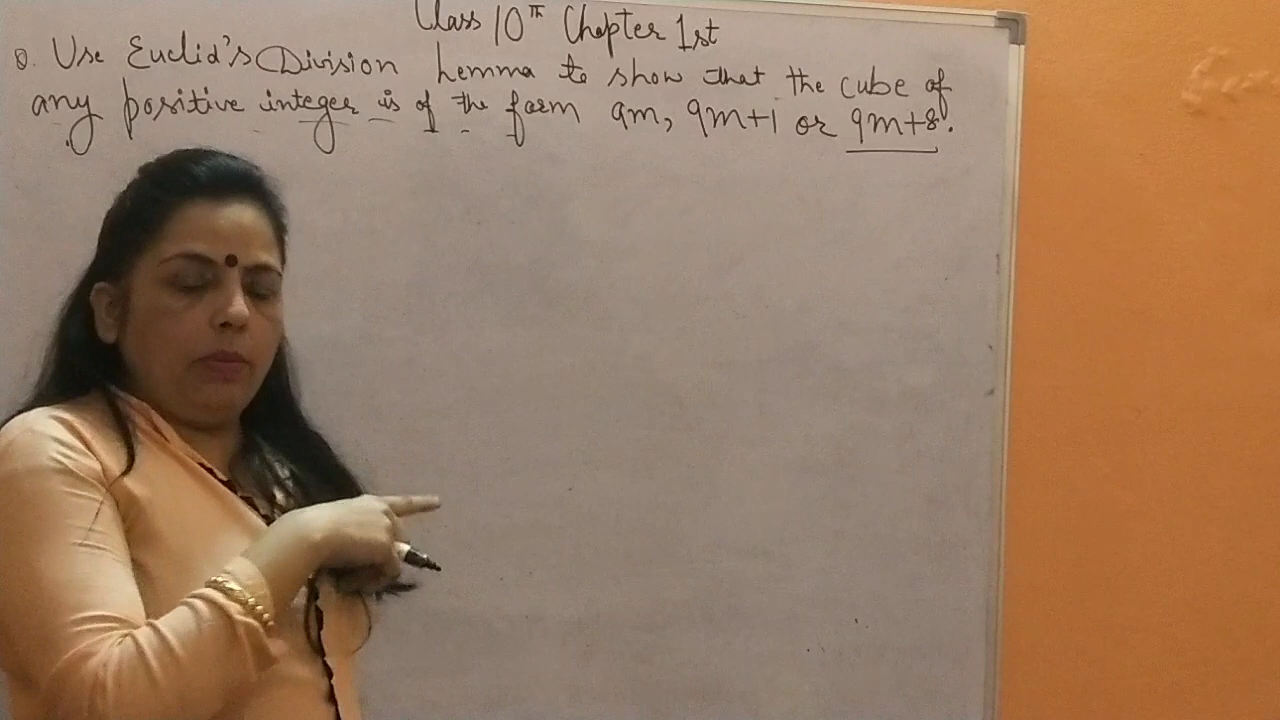 Class 10th Chapter 1st
Q. Use Euclid's Division Lemma to show that the cube of
any positive integer is of the form 9m, 9m+1 or 9m+8.